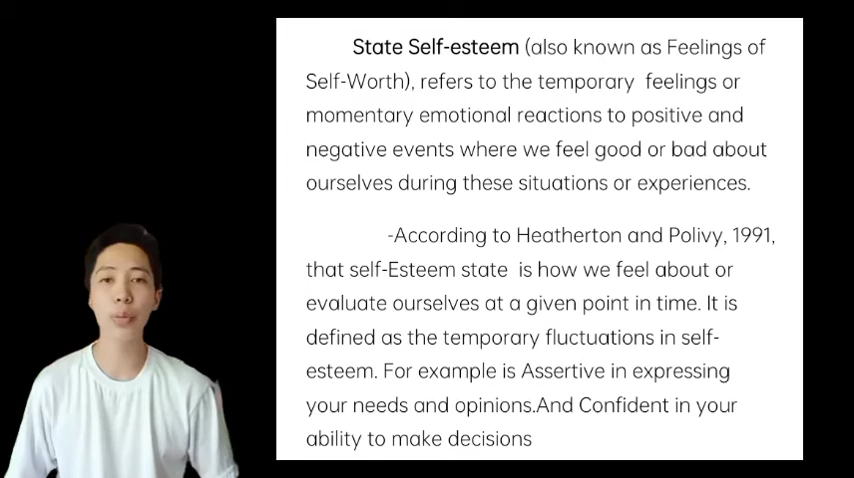 State Self-esteem (also known as Feelings of
Self-Worth), refers to the temporary feelings or
momentary emotional reactions to positive and
negative events where we feel good or bad about
ourselves during these situations or experiences.
-According to Heatherton and Polivy, 1991,
that self-Esteem state is how we feel about or
evaluate ourselves at a given point in time. It is
defined as the temporary fluctuations in self-
esteem. For example is Assertive in expressing
your needs and opinions.And Confident in your
ability to make decisions